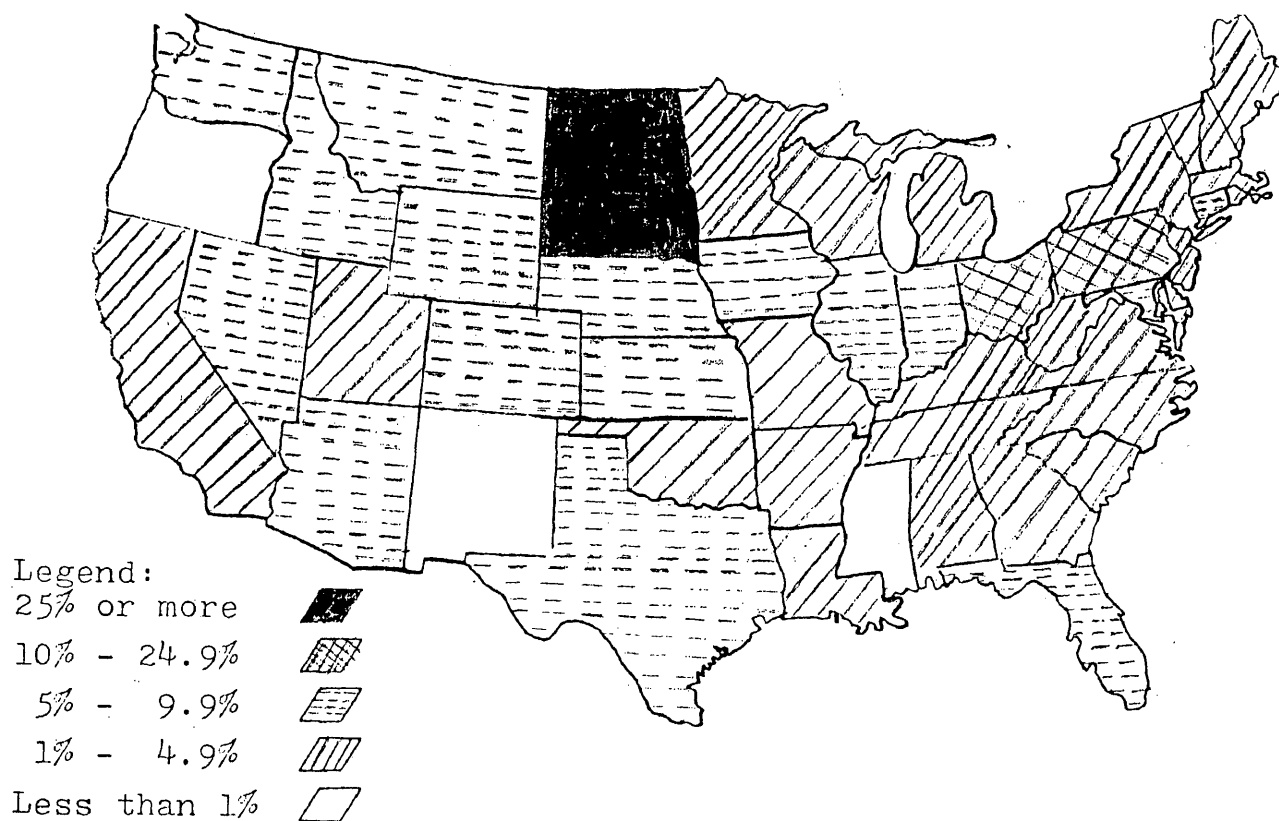 Legend:
25% or more
10% - 24.9%
5% - 9.9%
1% - 4.9%
Less than 1%